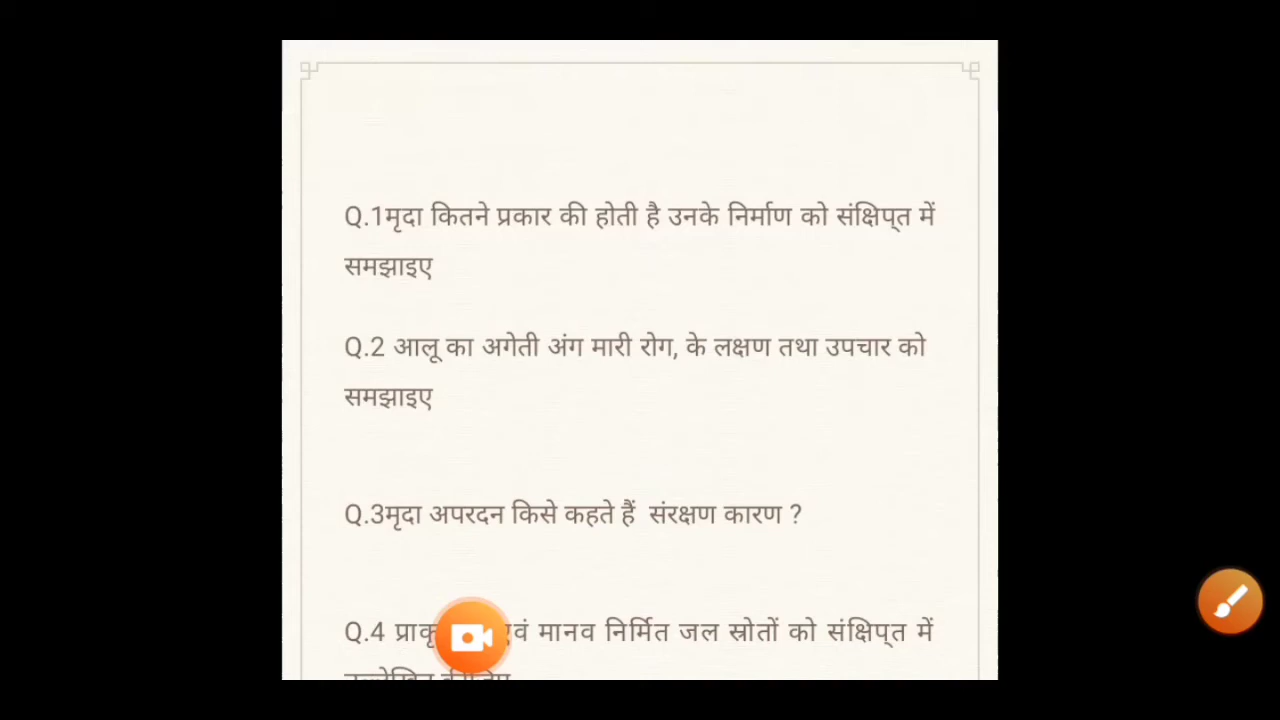 Q.1मृदा कितने प्रकार की होती है उनके निर्माण को संक्षिप्त में
समझाइए
Q.2 आलू का अगेती अंग मारी रोग, के लक्षण तथा उपचार को
समझाइए
Q.3मृदा अपरदन किसे कहते हैं संरक्षण कारण ?
Q.4 एवं मानव निर्मित जल स्रोतों को संक्षिप्त में